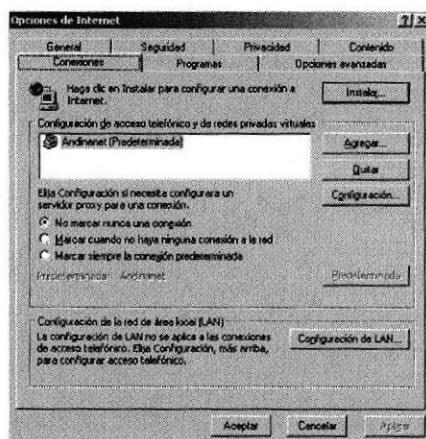 Opciones de Internet
General Seguridad Privacidad Contenido
Conexiones Programas Opciones avanzadas
Haga clic en Instalar para configurar una conexión a
Internet.
Instalar...
Configuración de acceso telefónico y de redes privadas virtuales
Andinanet (Predeterminada)
Agregar...
Quitar
Elija Configuración si necesita configurar un
servidor proxy para una conexión.
Configuración...
No marcar nunca una conexión
Marcar cuando no haya ninguna conexión a la red
Marcar siempre la conexión predeterminada
Predeterminada Andinanet
Predeterminada
Configuración de la red de área local (LAN)
La configuración de LAN no se aplica a las conexiones
de acceso telefónico. Elija Configuración, más arriba,
para configurar acceso telefónico.
Configuración de LAN...
Aceptar Cancelar Aplicar